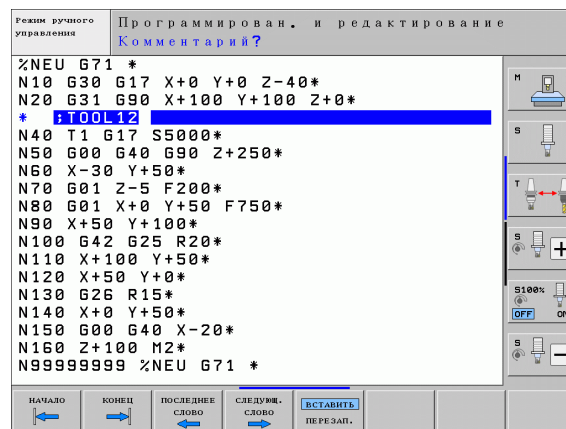 Режим ручного
управления
Программирован. и редактирование
Комментарий?
%NEU G71 *
N10 G30 G17 X+0 Y+0 Z-40*
N20 G31 G90 X+100 Y+100 Z+0*
* ;TOOL12
N40 T1 G17 S5000*
N50 G00 G40 G90 Z+250*
N60 X-30 Y+50*
N70 G01 Z-5 F200*
N80 G01 X+0 Y+50 F750*
N90 X+50 Y+100*
N100 G42 G25 R20*
N110 X+100 Y+50*
N120 X+50 Y+0*
N130 G26 R15*
N140 X+0 Y+50*
N150 G00 G40 X-20*
N160 Z+100 M2*
N99999999 %NEU G71 *
M
S
T
S
+
S100%
OFF ON
S
–
НАЧАЛО
КОНЕЦ
ПОСЛЕДНЕЕ
СЛОВО
СЛЕДУЮЩ.
СЛОВО
ВСТАВИТЬ
ПЕРЕЗАП.